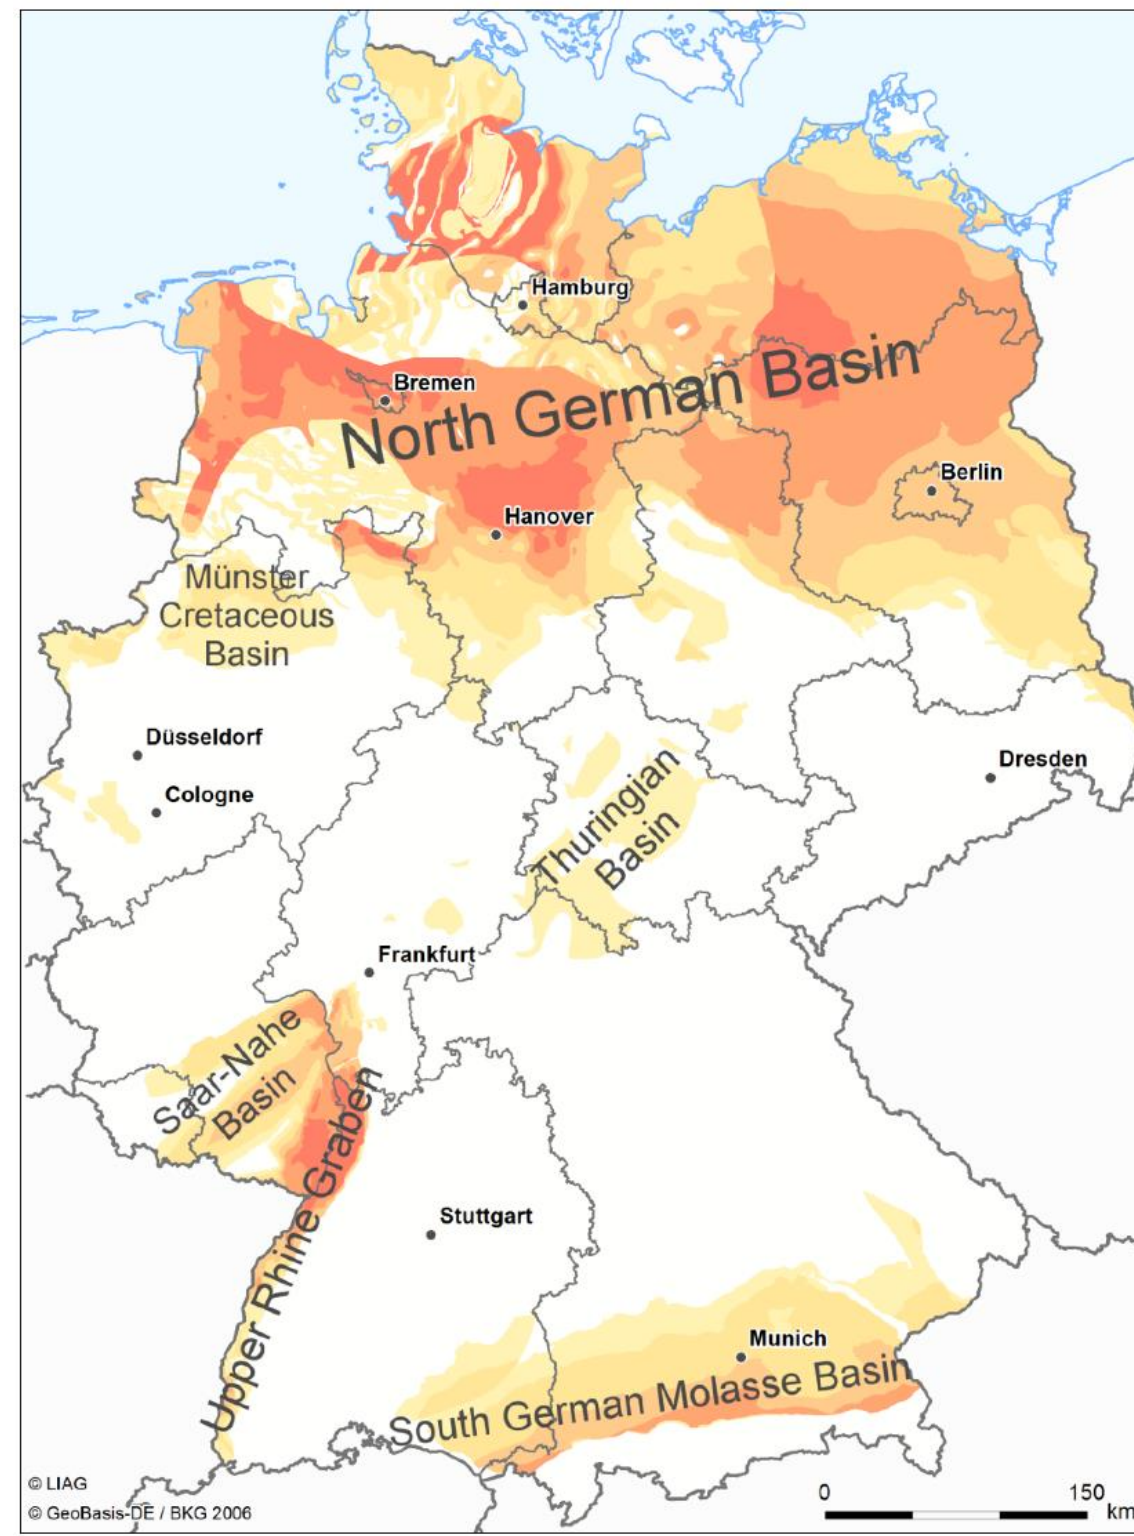 Hamburg
Bremen
North German Basin
Berlin
Hanover
Münster
Cretaceous
Basin
Düsseldorf
Cologne
Dresden
Thuringian
Basin
Frankfurt
Saar-Nahe
Basin
Upper Rhine Graben
Stuttgart
Munich
South German Molasse Basin
© LIAG
© GeoBasis-DE / BKG 2006
0 150
km